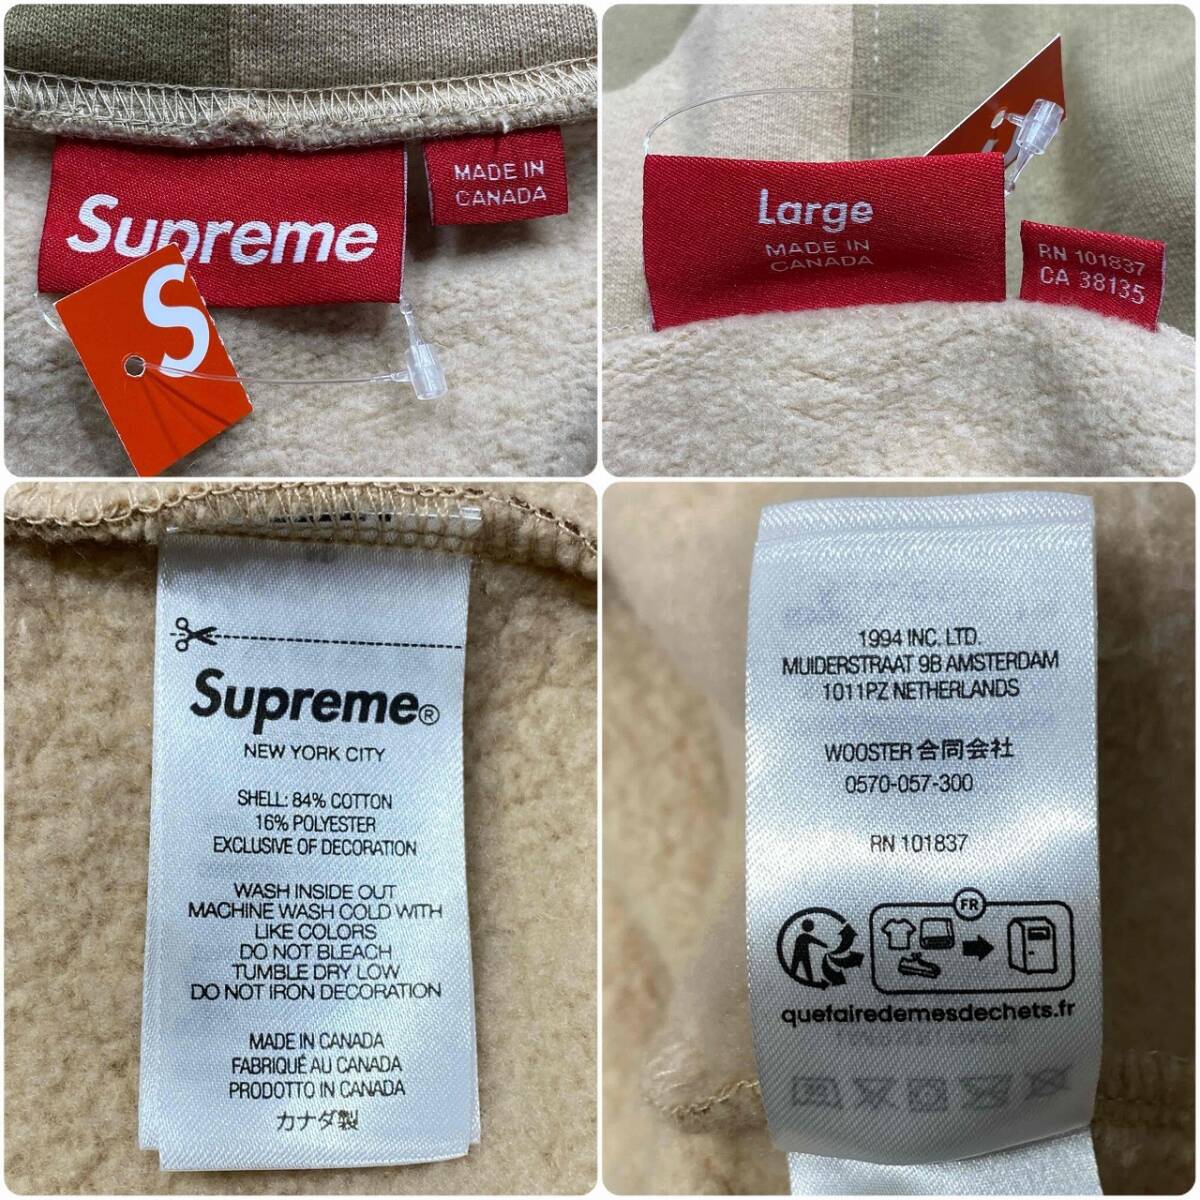 Supreme
MADE IN
CANADA
S
Large
MADE IN
CANADA
RN 101837
CA 38135
Supreme®
NEW YORK CITY
SHELL: 84% COTTON
16% POLYESTER
EXCLUSIVE OF DECORATION
WASH INSIDE OUT
MACHINE WASH COLD WITH
LIKE COLORS
DO NOT BLEACH
TUMBLE DRY LOW
DO NOT IRON DECORATION
MADE IN CANADA
FABRIQUÉ AU CANADA
PRODOTTO IN CANADA
カナダ製
1994 INC. LTD.
MUIDERSTRAAT 9B AMSTERDAM
1011PZ NETHERLANDS
WOOSTER 合同会社
0570-057-300
RN 101837
FR
quefairedemesdechets.fr